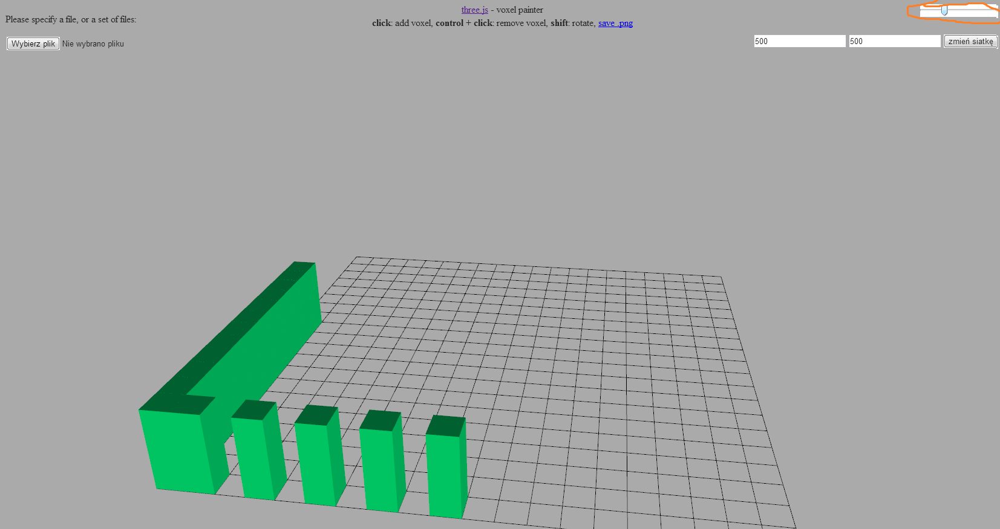 three.js - voxel painter
Please specify a file, or a set of files:
click: add voxel, control + click: remove voxel, shift: rotate, save .png
Wybierz plik Nie wybrano pliku
500 500 zmień siatkę